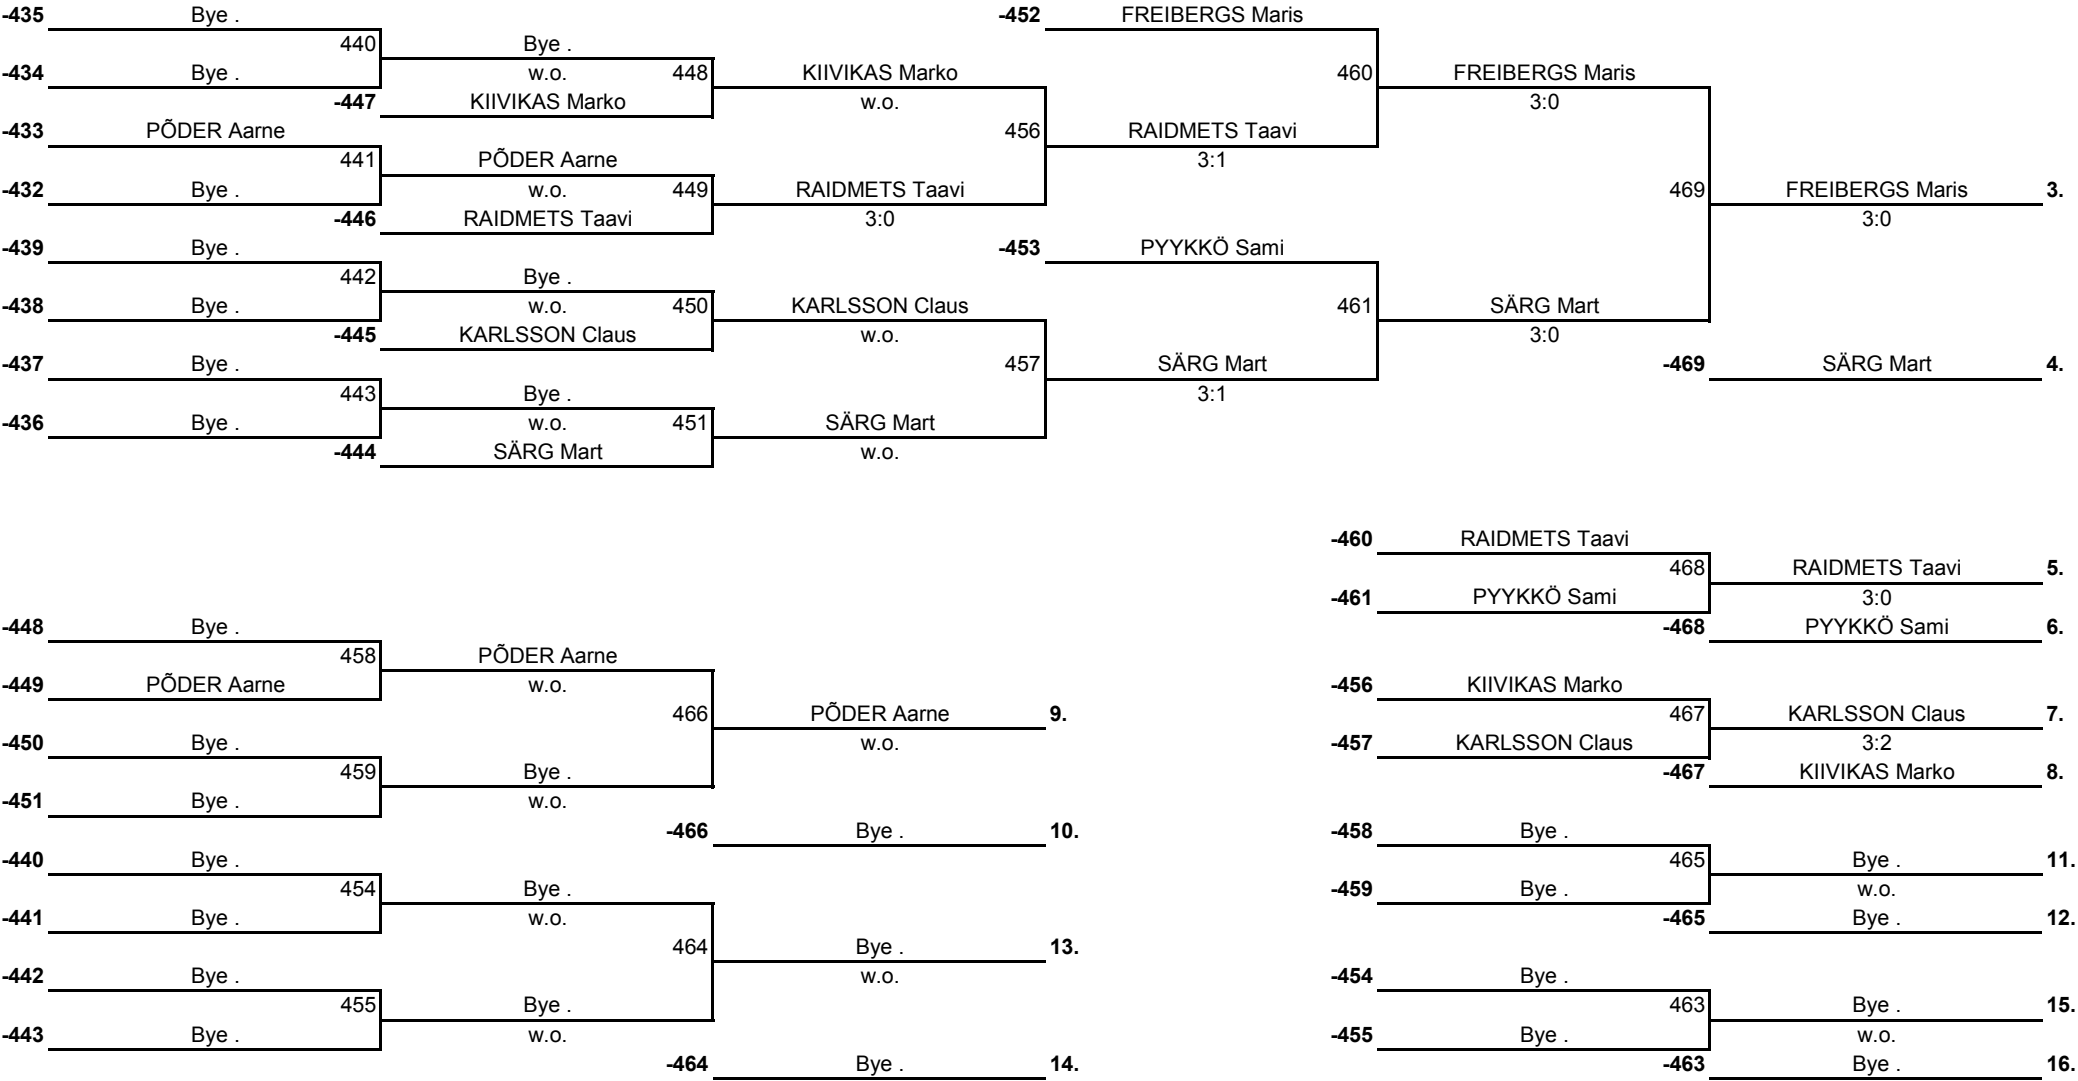 -435 Bye . -452 FREIBERGS Maris
440 Bye .
-434 Bye . w.o. 448 KIIVIKAS Marko 460 FREIBERGS Maris
-447 KIIVIKAS Marko w.o. 3:0
-433 PÕDER Aarne 456 RAIDMETS Taavi
441 PÕDER Aarne 3:1
-432 Bye . w.o. 449 RAIDMETS Taavi 469 FREIBERGS Maris 3.
-446 RAIDMETS Taavi 3:0 3:0
-439 Bye . -453 PYYKKÖ Sami
442 Bye .
-438 Bye . w.o. 450 KARLSSON Claus 461 SÄRG Mart
-445 KARLSSON Claus w.o. 3:0
-437 Bye . 457 SÄRG Mart -469 SÄRG Mart 4.
443 Bye . 3:1
-436 Bye . w.o. 451 SÄRG Mart
-444 SÄRG Mart w.o.
-460 RAIDMETS Taavi
468 RAIDMETS Taavi 5.
-461 PYYKKÖ Sami 3:0
-448 Bye . -468 PYYKKÖ Sami 6.
458 PÕDER Aarne
-449 PÕDER Aarne w.o. -456 KIIVIKAS Marko
466 PÕDER Aarne 9. 467 KARLSSON Claus 7.
-450 Bye . w.o. -457 KARLSSON Claus 3:2
459 Bye . -467 KIIVIKAS Marko 8.
-451 Bye . w.o.
-466 Bye . 10. -458 Bye .
-440 Bye . 465 Bye . 11.
454 Bye . -459 Bye . w.o.
-441 Bye . w.o. -465 Bye . 12.
464 Bye . 13.
-442 Bye . w.o. -454 Bye .
455 Bye . 463 Bye . 15.
-443 Bye . w.o. -455 Bye . w.o.
-464 Bye . 14. -463 Bye . 16.